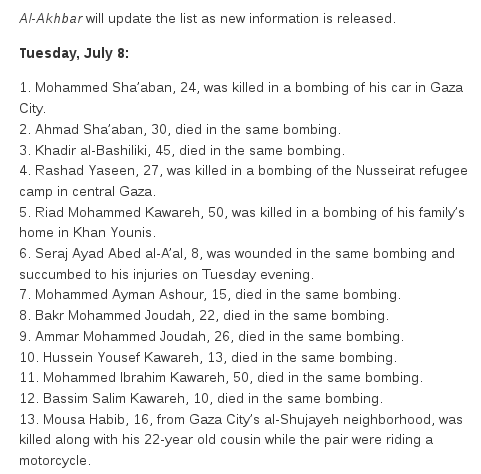 Al-Akhbar will update the list as new information is released.
Tuesday, July 8:
1. Mohammed Sha’aban, 24, was killed in a bombing of his car in Gaza
City.
2. Ahmad Sha’aban, 30, died in the same bombing.
3. Khadir al-Bashiliki, 45, died in the same bombing.
4. Rashad Yaseen, 27, was killed in a bombing of the Nusseirat refugee
camp in central Gaza.
5. Riad Mohammed Kawareh, 50, was killed in a bombing of his family’s
home in Khan Younis.
6. Seraj Ayad Abed al-A’al, 8, was wounded in the same bombing and
succumbed to his injuries on Tuesday evening.
7. Mohammed Ayman Ashour, 15, died in the same bombing.
8. Bakr Mohammed Joudah, 22, died in the same bombing.
9. Ammar Mohammed Joudah, 26, died in the same bombing.
10. Hussein Yousef Kawareh, 13, died in the same bombing.
11. Mohammed Ibrahim Kawareh, 50, died in the same bombing.
12. Bassim Salim Kawareh, 10, died in the same bombing.
13. Mousa Habib, 16, from Gaza City’s al-Shujayeh neighborhood, was
killed along with his 22-year old cousin while the pair were riding a
motorcycle.